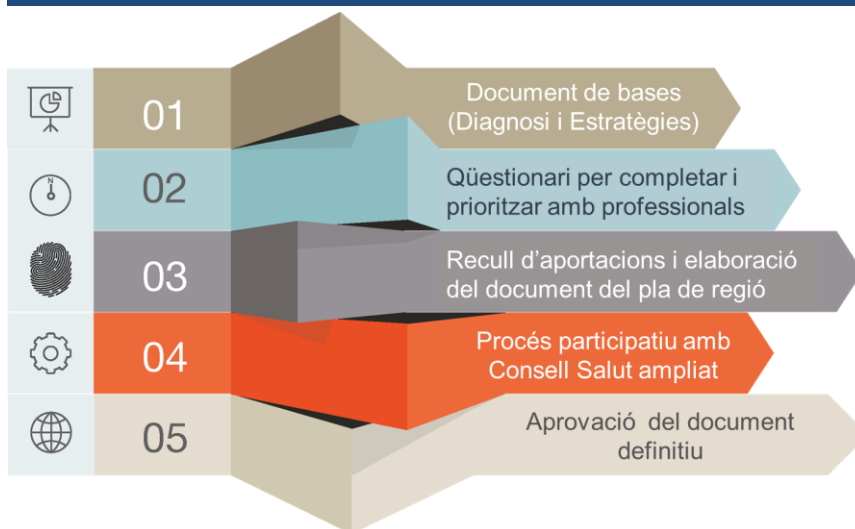 01
Document de bases
(Diagnosi i Estratègies)
N
02
Qüestionari per completar i
prioritzar amb professionals
03
Recull d'aportacions i elaboració
del document del pla de regió
04
Procés participatiu amb
Consell Salut ampliat
05
Aprovació del document
definitiu